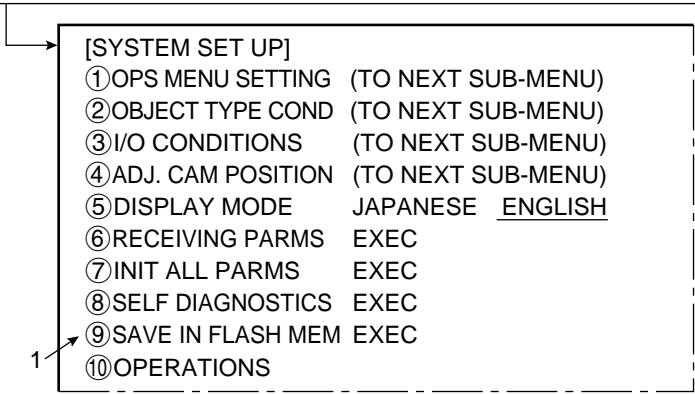 [SYSTEM SET UP]
①OPS MENU SETTING (TO NEXT SUB-MENU)
②OBJECT TYPE COND (TO NEXT SUB-MENU)
③I/O CONDITIONS (TO NEXT SUB-MENU)
④ADJ. CAM POSITION (TO NEXT SUB-MENU)
⑤DISPLAY MODE JAPANESE ENGLISH
⑥RECEIVING PARMS EXEC
⑦INIT ALL PARMS EXEC
⑧SELF DIAGNOSTICS EXEC
⑨SAVE IN FLASH MEM EXEC
1
⑩OPERATIONS